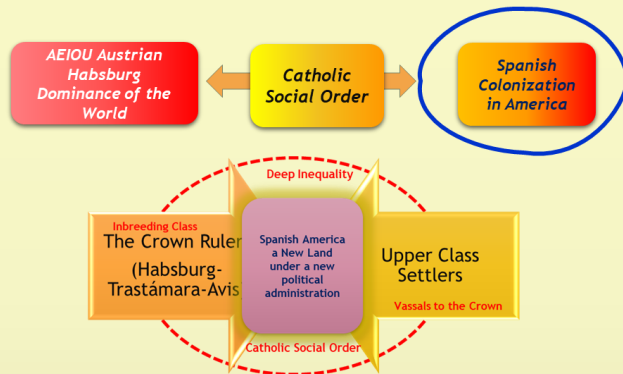 AEIOU Austrian
Habsburg
Dominance of the
World
Catholic
Social Order
Spanish
Colonization
in America
Deep Inequality
Inbreeding Class
The Crown Ruler
(Habsburg-
Trastámara-Avis)
Spanish America
a New Land
under a new
political
administration
Upper Class
Settlers
Vassals to the Crown
Catholic Social Order